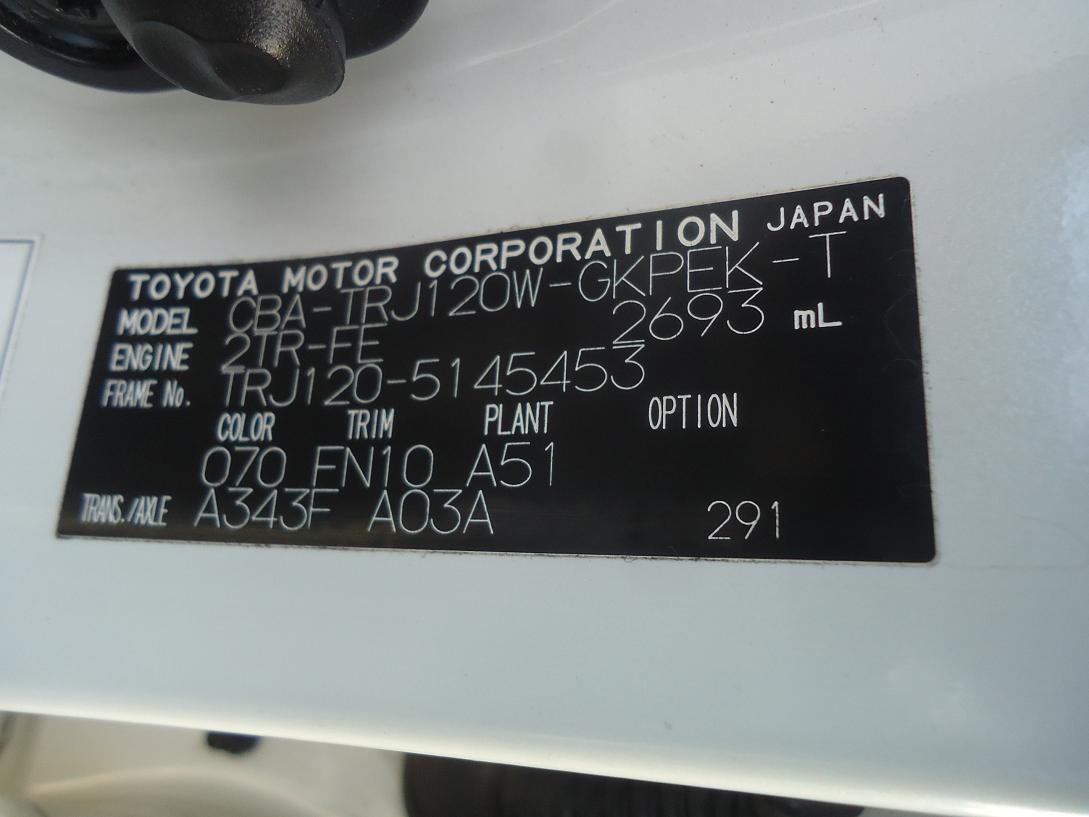 TOYOTA MOTOR CORPORATION JAPAN
MODEL CBA-TRJ120W-GKPEK-T
ENGINE 2TR-FE 2693 mL
FRAME No. TRJ120-5145453
COLOR TRIM PLANT OPTION
070 FN10 A51
TRANS./AXLE A343F A03A 291